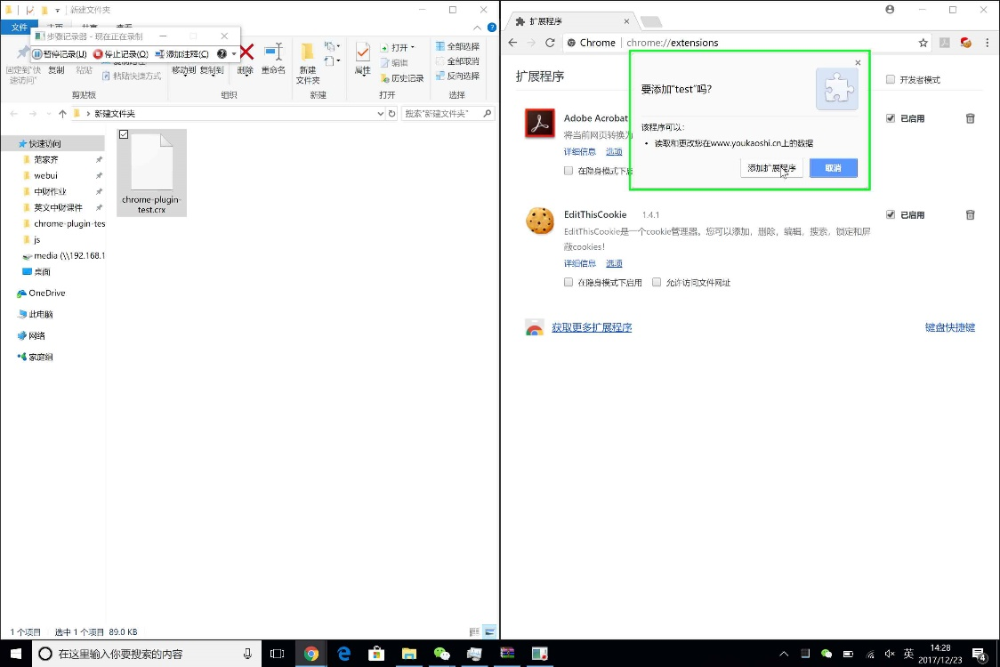 新建文件夹
文件
步骤记录器 - 现在正在录制
暂停记录(U)
停止记录(O)
添加注释(C)
固定到"快速访问"
复制
粘贴
粘贴快捷方式
剪贴板
移动到
复制到
删除
重命名
组织
新建
文件夹
新建
属性
打开
编辑
历史记录
打开
全部选择
全部取消
反向选择
选择
新建文件夹
搜索"新建文件夹"
快速访问
范家齐
webui
中财作业
英文中财课件
chrome-plugin-tes
js
media (\\192.168.1
桌面
OneDrive
此电脑
网络
家庭组
chrome-plugin-
test.crx
1 个项目
选中 1 个项目 89.0 KB
扩展程序
Chrome
chrome://extensions
扩展程序
开发者模式
要添加"test"吗?
该程序可以:
• 读取和更改您在www.youkaoshi.cn上的数据
添加扩展程序
取消
Adobe Acrobat
将当前网页转换为
详细信息
选项
在隐身模式下启
已启用
EditThisCookie 1.4.1
EditThisCookie是一个cookie管理器。您可以添加，删除，编辑，搜索，锁定和屏
蔽cookies！
详细信息
选项
在隐身模式下启用
允许访问文件网址
已启用
获取更多扩展程序
键盘快捷键
在这里输入你要搜索的内容
英
14:28
2017/12/23
4